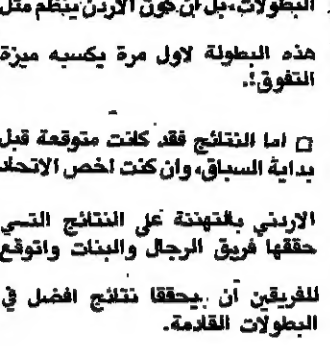 البطولات، بل ان كون الاردن ينظم مثل
هذه البطولة لاول مرة يكسبه ميزة
التفوق!.
□ اما النتائج فقد كانت متوقعة قبل
بداية السباق، وان كنت اخص الاتحاد
الاردني بالتهنئة على النتائج التسي
حققها فريق الرجال والبنات واتوقع
للفريقين أن يحققا نتائج افضل في
البطولات القادمة.